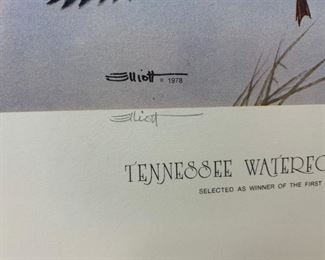 Elliott © 1978
Elliott
TENNESSEE WATERFO
SELECTED AS WINNER OF THE FIRST